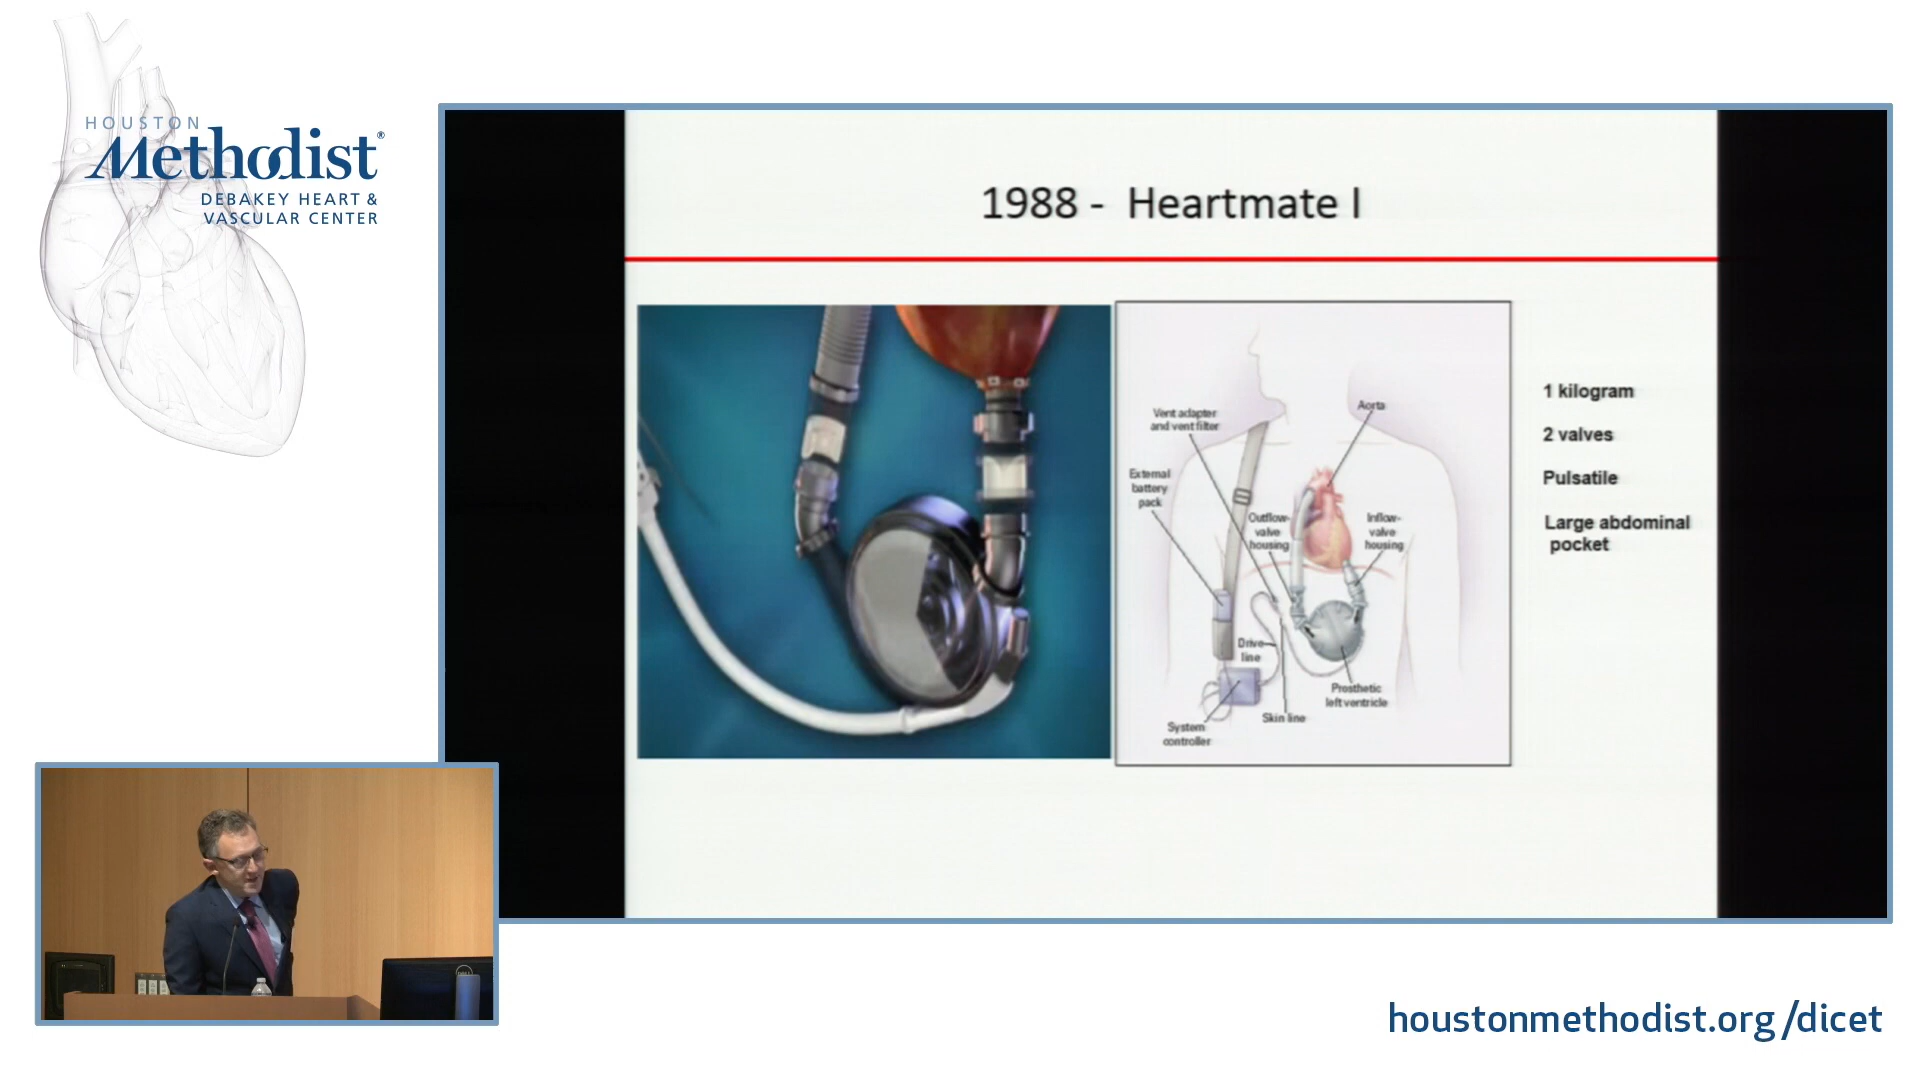 HOUSTON
Methodist®
DEBAKEY HEART &
VASCULAR CENTER
1988 - Heartmate I
Vent adapter
and vent filter
Aorta
External
battery
pack
Outflow-
valve
housing
Inflow-
valve
housing
Drive
line
Prosthetic
left ventricle
Skin line
System
controller
1 kilogram
2 valves
Pulsatile
Large abdominal
pocket
houstonmethodist.org/dicet